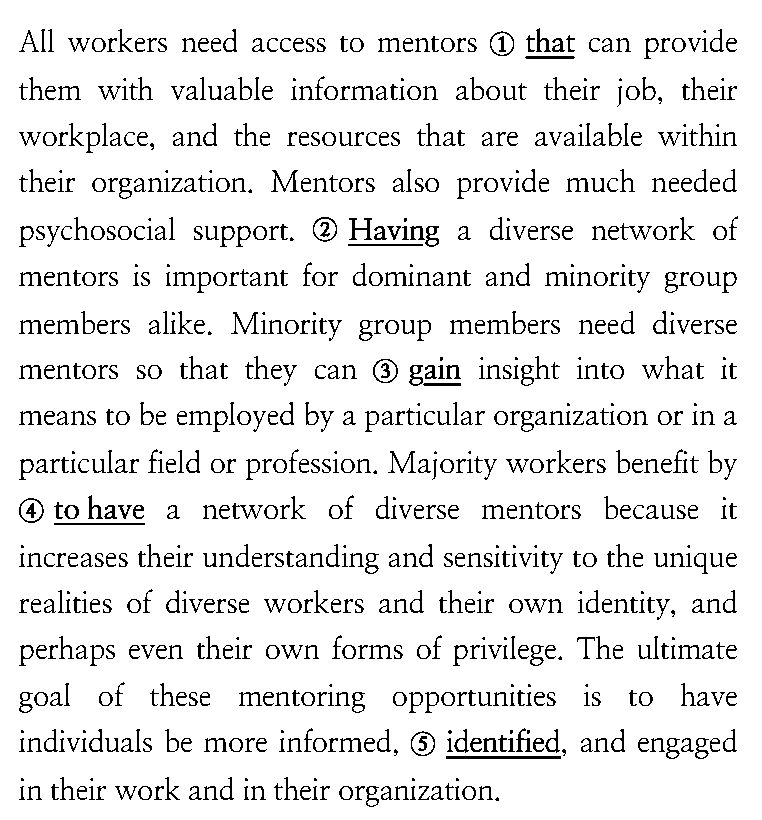 All workers need access to mentors ① that can provide
them with valuable information about their job, their
workplace, and the resources that are available within
their organization. Mentors also provide much needed
psychosocial support. ② Having a diverse network of
mentors is important for dominant and minority group
members alike. Minority group members need diverse
mentors so that they can ③ gain insight into what it
means to be employed by a particular organization or in a
particular field or profession. Majority workers benefit by
④ to have a network of diverse mentors because it
increases their understanding and sensitivity to the unique
realities of diverse workers and their own identity, and
perhaps even their own forms of privilege. The ultimate
goal of these mentoring opportunities is to have
individuals be more informed, ⑤ identified, and engaged
in their work and in their organization.